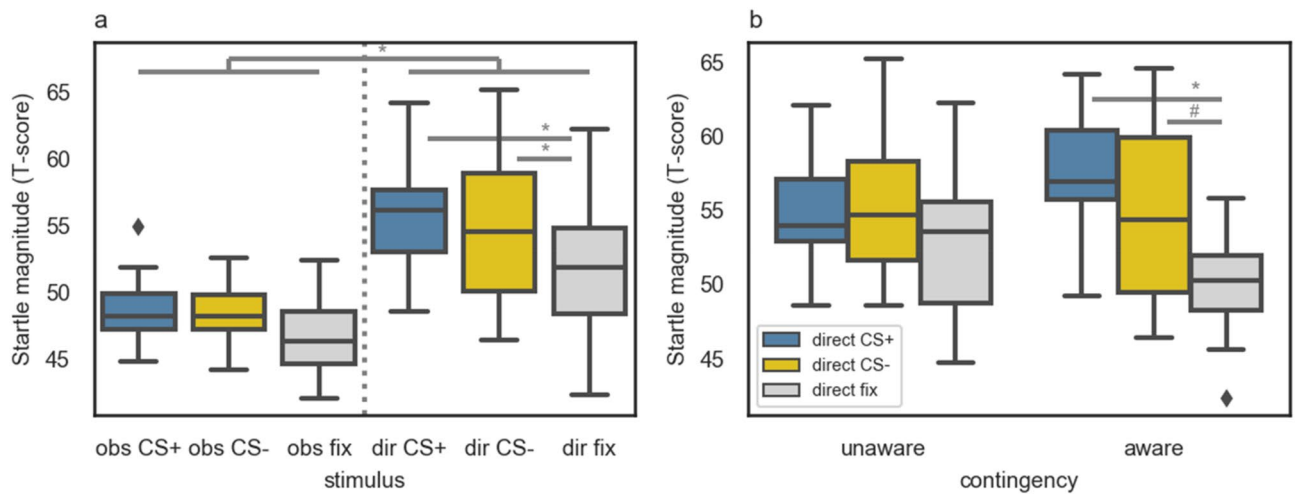 a
Startle magnitude (T-score)
65
60
55
50
45
*
*
*
obs CS+ obs CS- obs fix dir CS+ dir CS- dir fix
stimulus
b
Startle magnitude (T-score)
65
60
55
50
45
*
#
direct CS+
direct CS-
direct fix
unaware aware
contingency